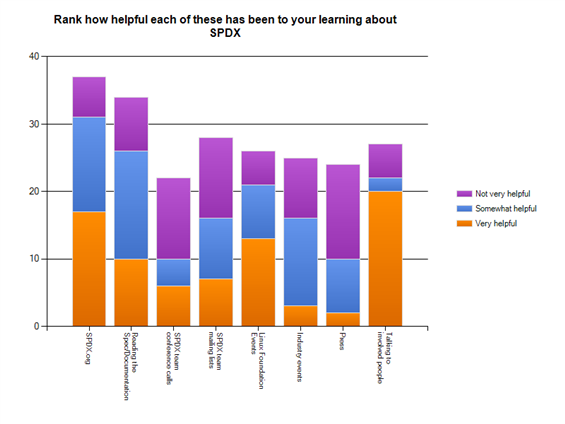 Rank how helpful each of these has been to your learning about
SPDX
40
30
20
10
0
Not very helpful
Somewhat helpful
Very helpful
SPDX.org
Reading the
Spec/Documentation
SPDX team
conference calls
SPDX team
mailing lists
Linux Foundation
Events
Industry events
Press
Talking to
involved people